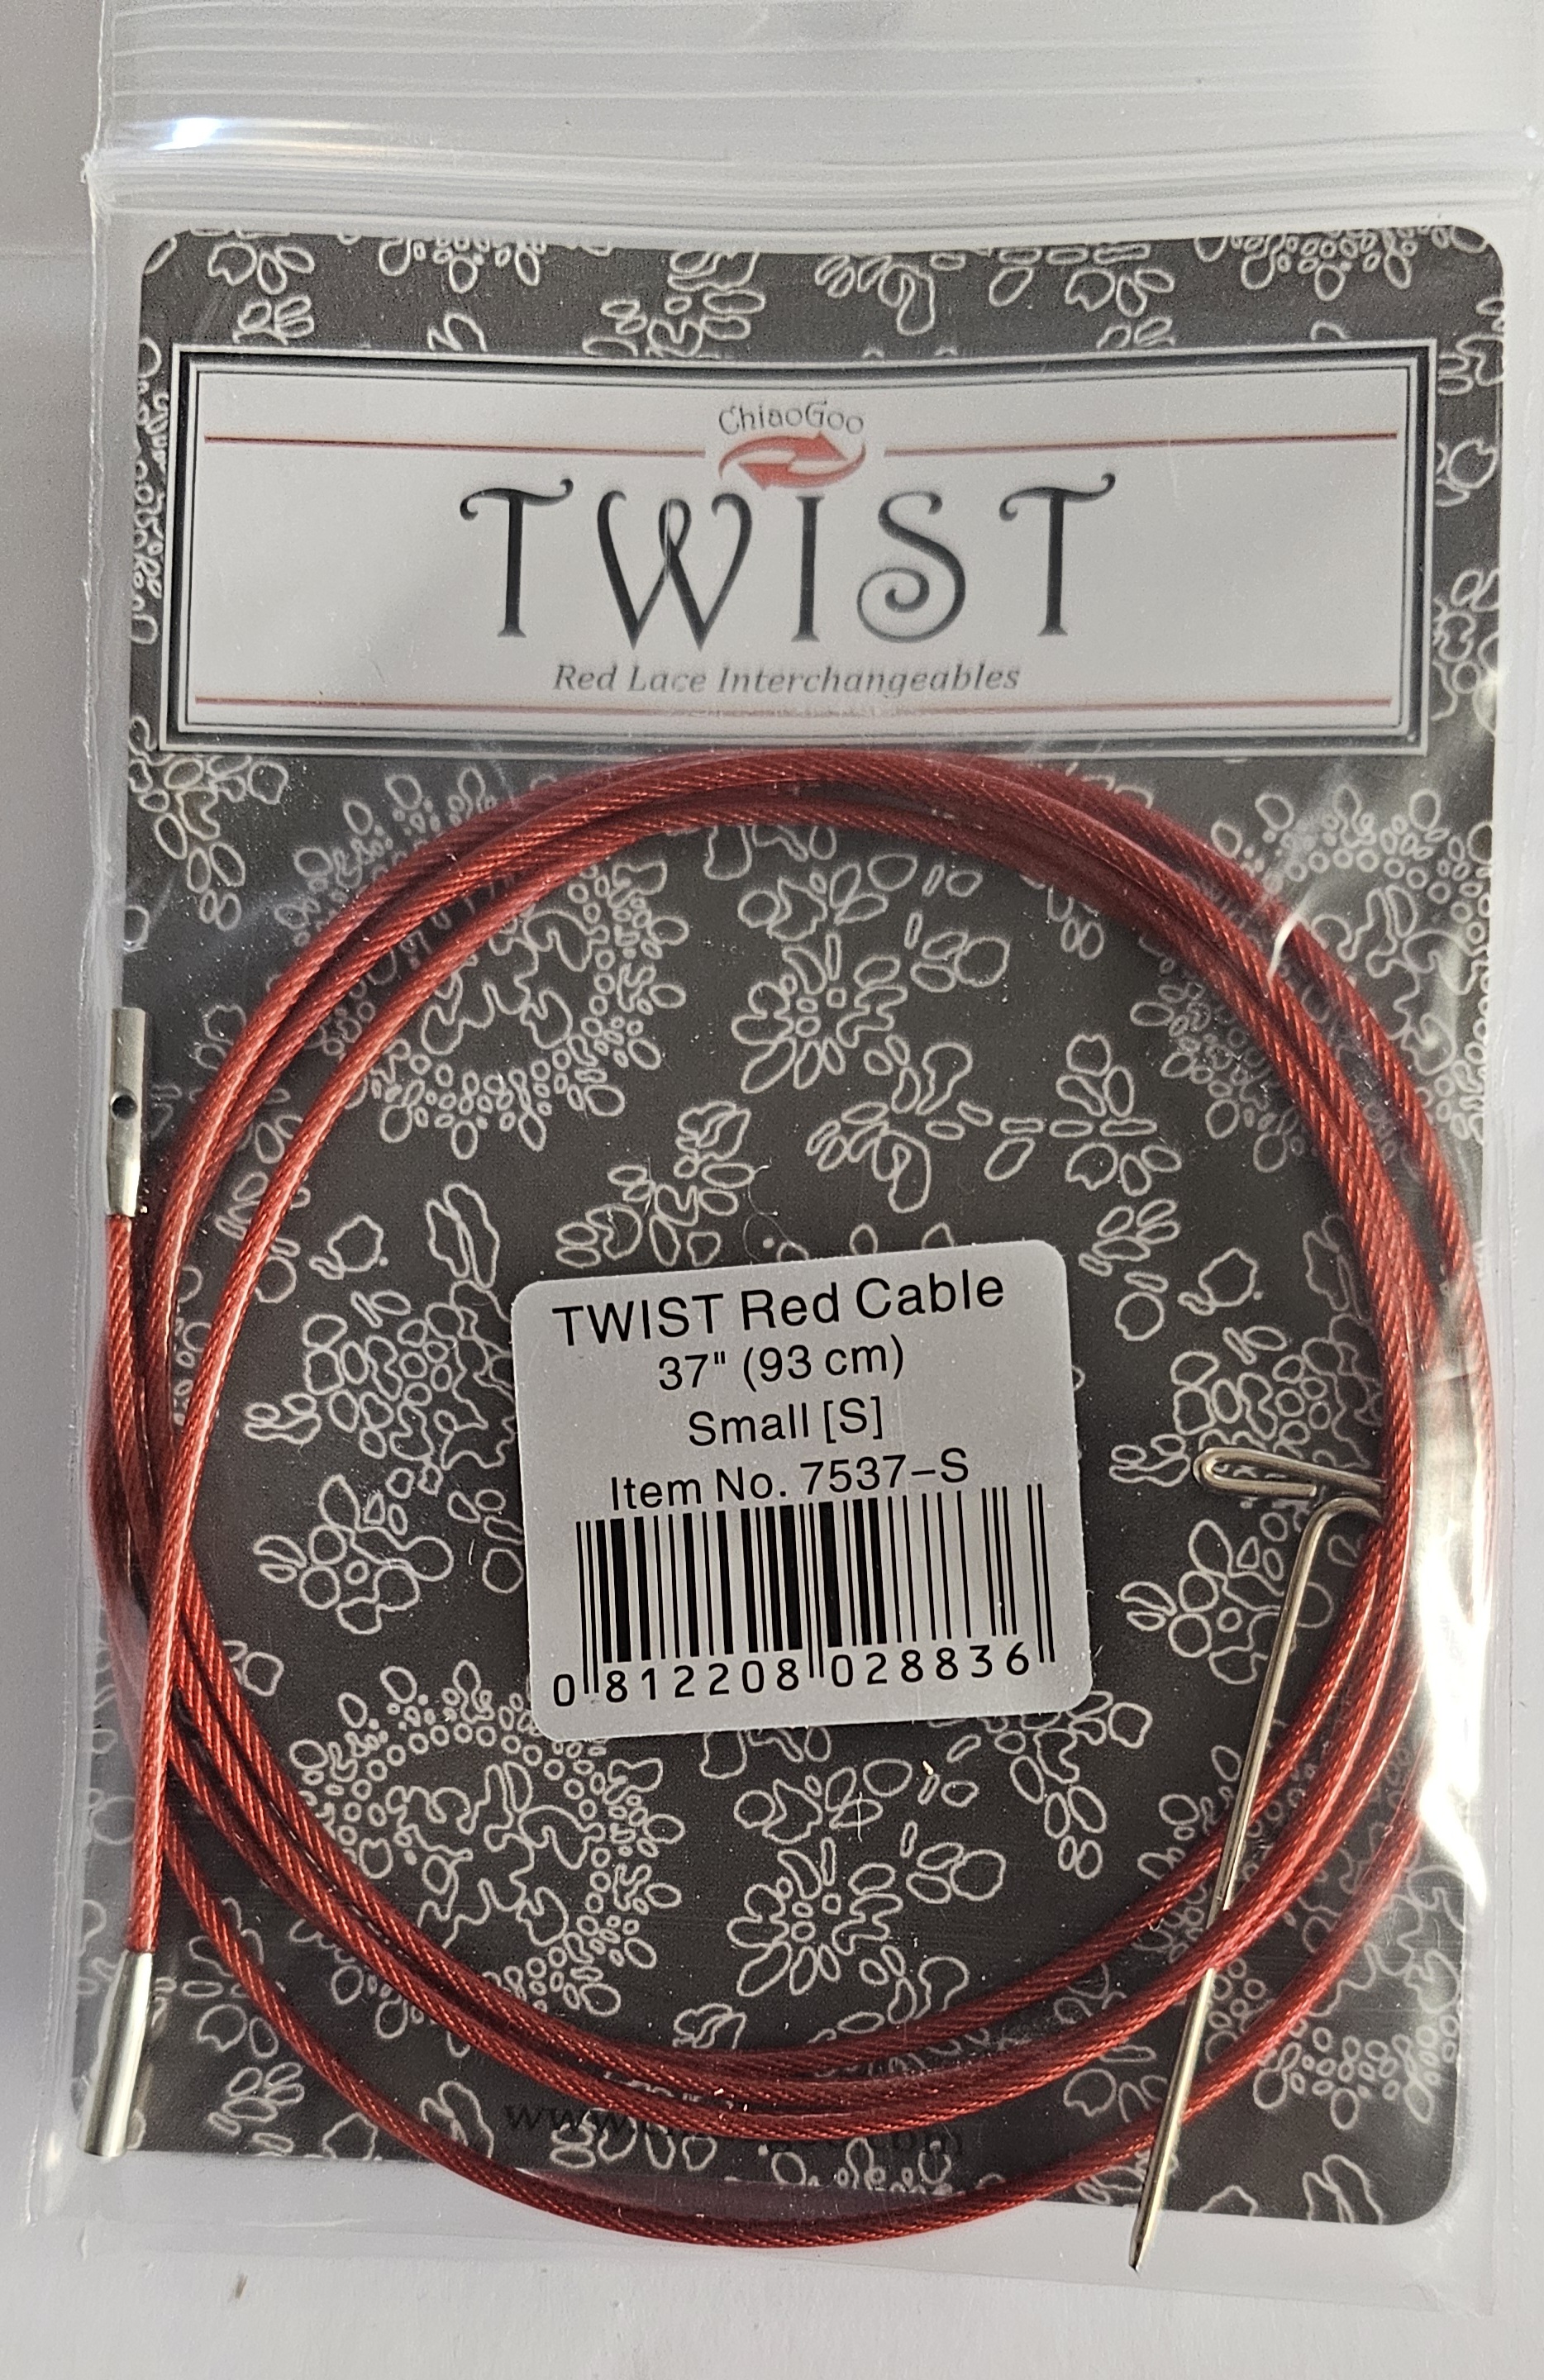 ChiaoGoo
TWIST
Red Lace Interchangeables
TWIST Red Cable
37" (93 cm)
Small [S]
Item No. 7537–S
0 812208 028836